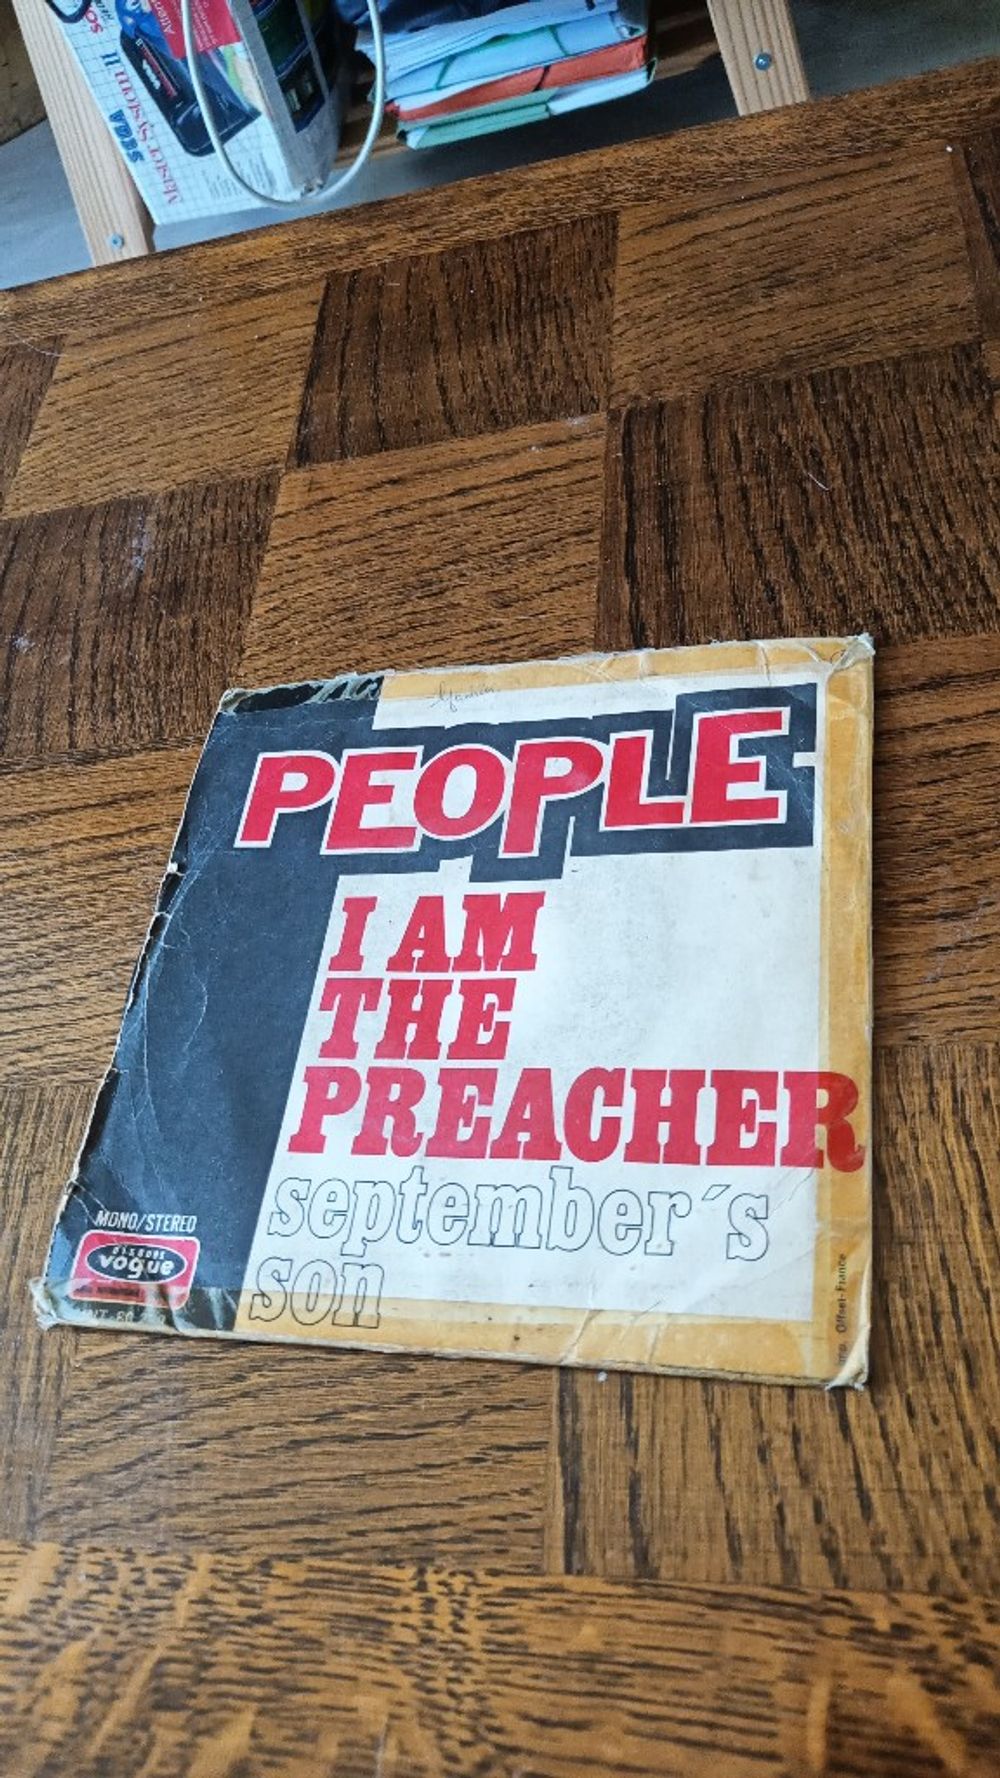 SEGA
Master System II
PEOPLE
I AM
THE
PREACHER
september's
son
MONO/STEREO
DISQUES
vogue
Offset-France